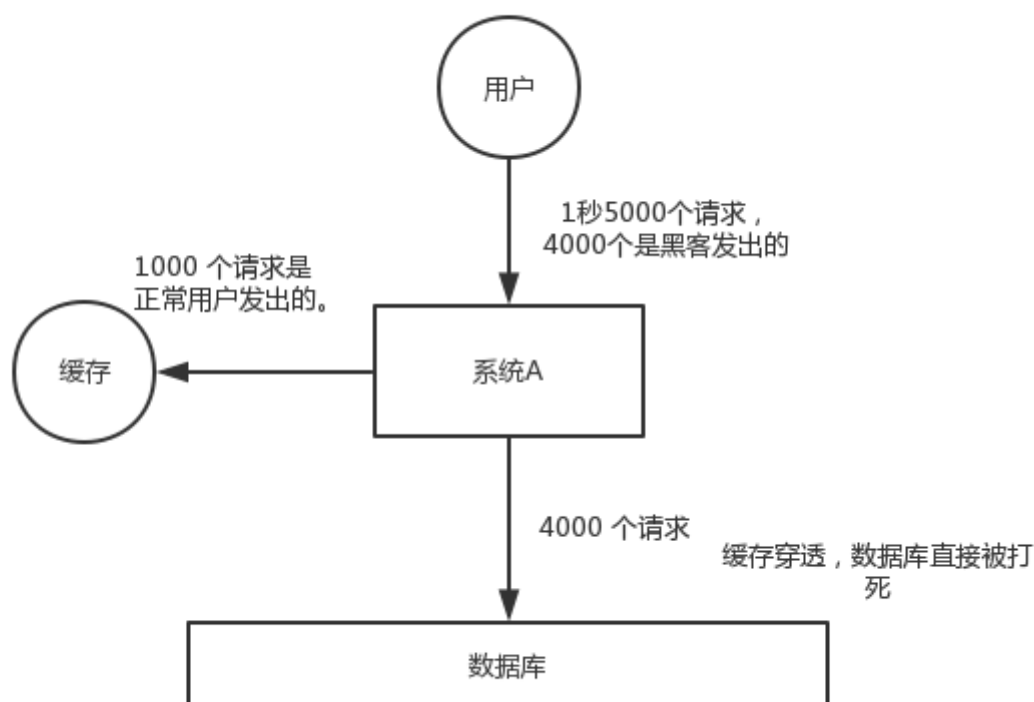 用户
1秒5000个请求，
4000个是黑客发出的
1000 个请求是
正常用户发出的。
缓存
系统A
4000 个请求
缓存穿透，数据库直接被打
死
数据库